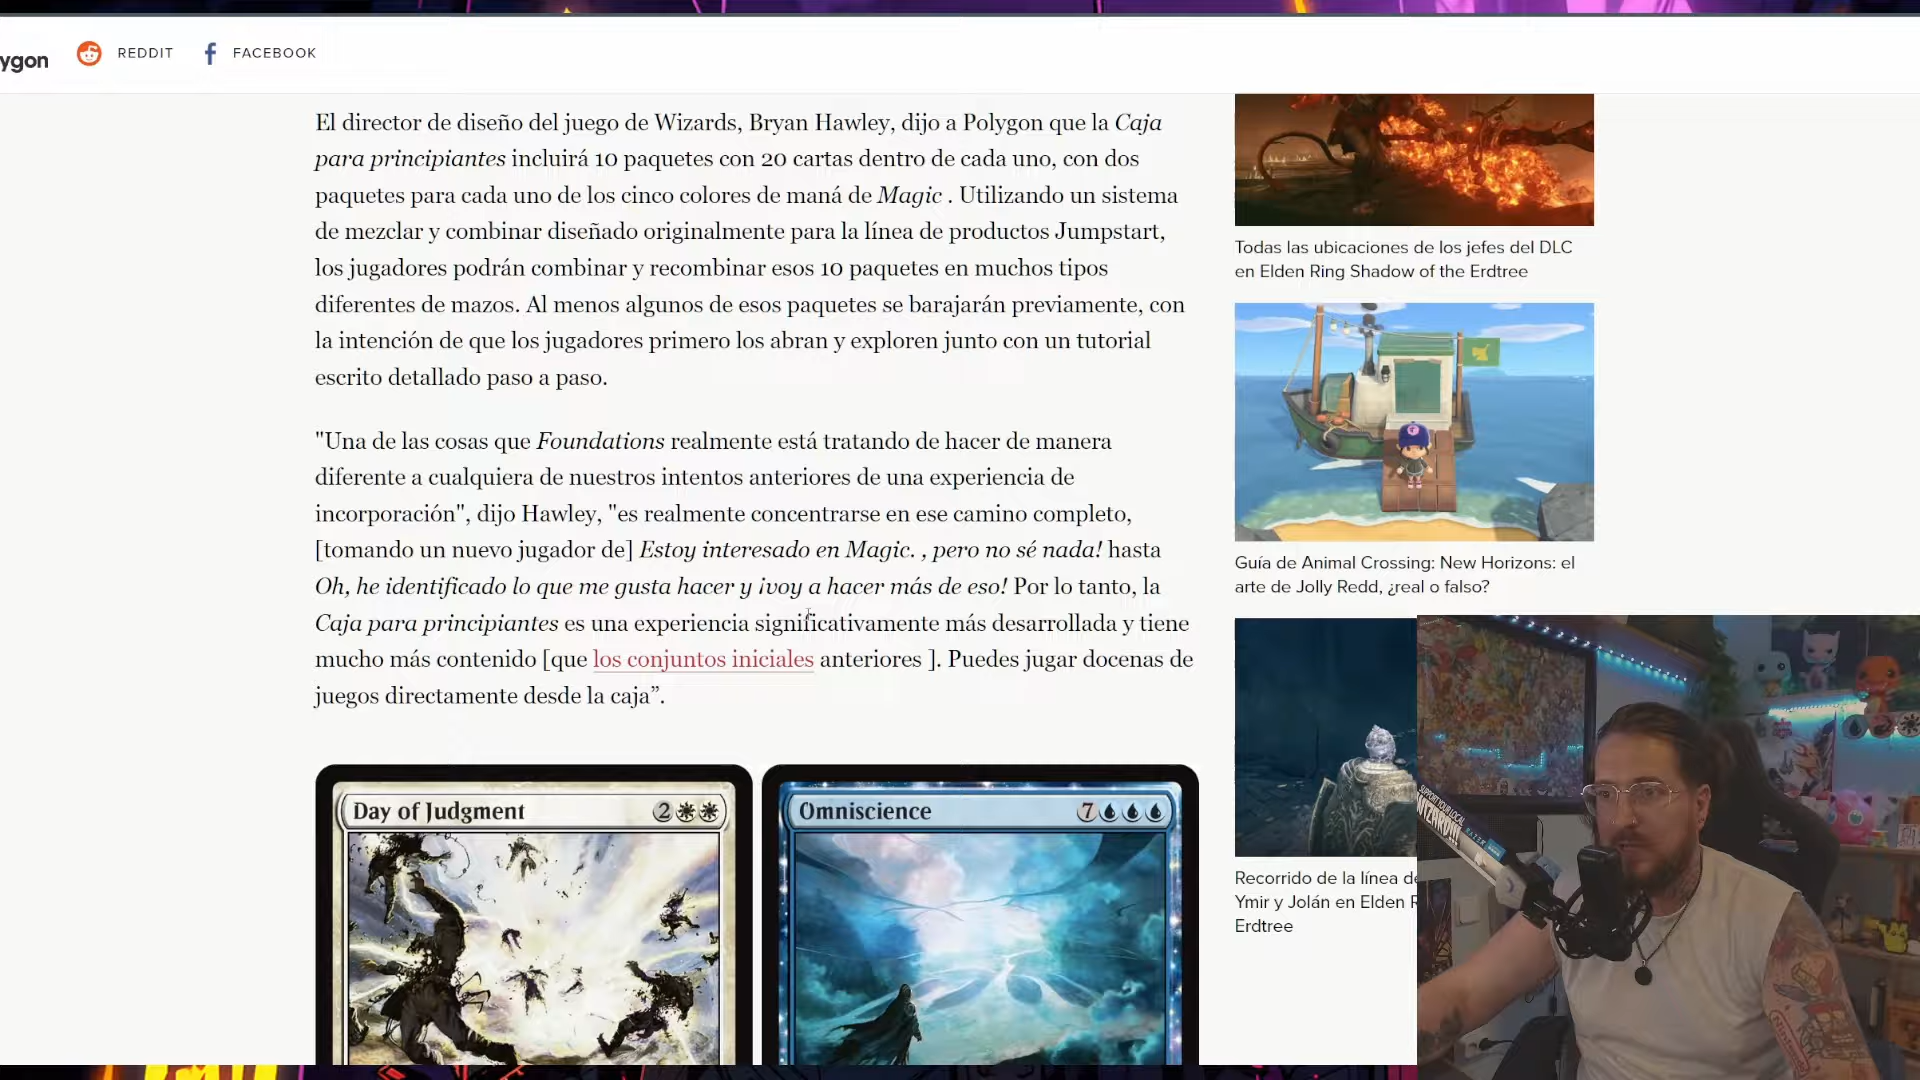 ygon
REDDIT
FACEBOOK
El director de diseño del juego de Wizards, Bryan Hawley, dijo a Polygon que la Caja
para principiantes incluirá 10 paquetes con 20 cartas dentro de cada uno, con dos
paquetes para cada uno de los cinco colores de maná de Magic . Utilizando un sistema
de mezclar y combinar diseñado originalmente para la línea de productos Jumpstart,
los jugadores podrán combinar y recombinar esos 10 paquetes en muchos tipos
diferentes de mazos. Al menos algunos de esos paquetes se barajarán previamente, con
la intención de que los jugadores primero los abran y exploren junto con un tutorial
escrito detallado paso a paso.
"Una de las cosas que Foundations realmente está tratando de hacer de manera
diferente a cualquiera de nuestros intentos anteriores de una experiencia de
incorporación", dijo Hawley, "es realmente concentrarse en ese camino completo,
[tomando un nuevo jugador de] Estoy interesado en Magic. , pero no sé nada! hasta
Oh, he identificado lo que me gusta hacer y ¡voy a hacer más de eso! Por lo tanto, la
Caja para principiantes es una experiencia significativamente más desarrollada y tiene
mucho más contenido [que los conjuntos iniciales anteriores ]. Puedes jugar docenas de
juegos directamente desde la caja”.
Day of Judgment 2
Omniscience 7
Todas las ubicaciones de los jefes del DLC
en Elden Ring Shadow of the Erdtree
Guía de Animal Crossing: New Horizons: el
arte de Jolly Redd, ¿real o falso?
Recorrido de la línea de
Ymir y Jolán en Elden R
Erdtree
SUPPORT YOUR LOCAL
WIZARD
RAZER